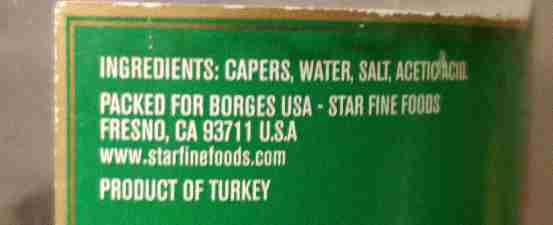 INGREDIENTS: CAPERS, WATER, SALT, ACETIC ACID.
PACKED FOR BORGES USA - STAR FINE FOODS
FRESNO, CA 93711 U.S.A
www.starfinefoods.com
PRODUCT OF TURKEY